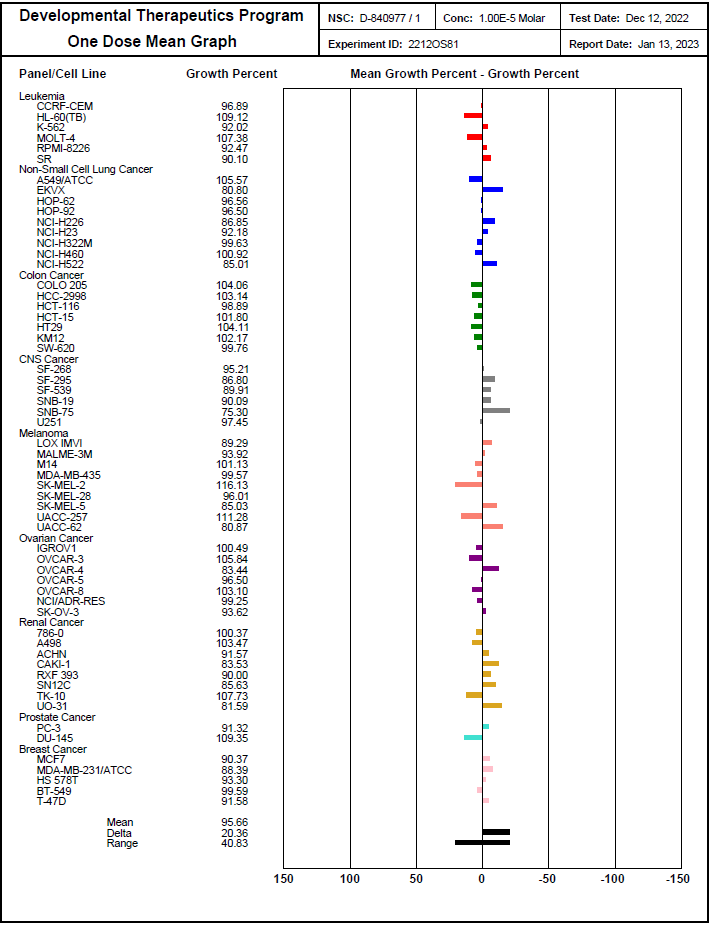 Developmental Therapeutics Program
One Dose Mean Graph
NSC: D-840977 / 1
Conc: 1.00E-5 Molar
Test Date: Dec 12, 2022
Experiment ID: 2212OS81
Report Date: Jan 13, 2023
Panel/Cell Line Growth Percent Mean Growth Percent - Growth Percent
Leukemia
CCRF-CEM 96.89
HL-60(TB) 109.12
K-562 92.02
MOLT-4 107.38
RPMI-8226 92.47
SR 90.10
Non-Small Cell Lung Cancer
A549/ATCC 105.57
EKVX 80.80
HOP-62 96.56
HOP-92 96.50
NCI-H226 86.85
NCI-H23 92.18
NCI-H322M 99.63
NCI-H460 100.92
NCI-H522 85.01
Colon Cancer
COLO 205 104.06
HCC-2998 103.14
HCT-116 98.89
HCT-15 101.80
HT29 104.11
KM12 102.17
SW-620 99.76
CNS Cancer
SF-268 95.21
SF-295 86.80
SF-539 89.91
SNB-19 90.09
SNB-75 75.30
U251 97.45
Melanoma
LOX IMVI 89.29
MALME-3M 93.92
M14 101.13
MDA-MB-435 99.57
SK-MEL-2 116.13
SK-MEL-28 96.01
SK-MEL-5 85.03
UACC-257 111.28
UACC-62 80.87
Ovarian Cancer
IGROV1 100.49
OVCAR-3 105.84
OVCAR-4 83.44
OVCAR-5 96.50
OVCAR-8 103.10
NCI/ADR-RES 99.25
SK-OV-3 93.62
Renal Cancer
786-0 100.37
A498 103.47
ACHN 91.57
CAKI-1 83.53
RXF 393 90.00
SN12C 85.63
TK-10 107.73
UO-31 81.59
Prostate Cancer
PC-3 91.32
DU-145 109.35
Breast Cancer
MCF7 90.37
MDA-MB-231/ATCC 88.39
HS 578T 93.30
BT-549 99.59
T-47D 91.58
Mean 95.66
Delta 20.36
Range 40.83
150 100 50 0 -50 -100 -150